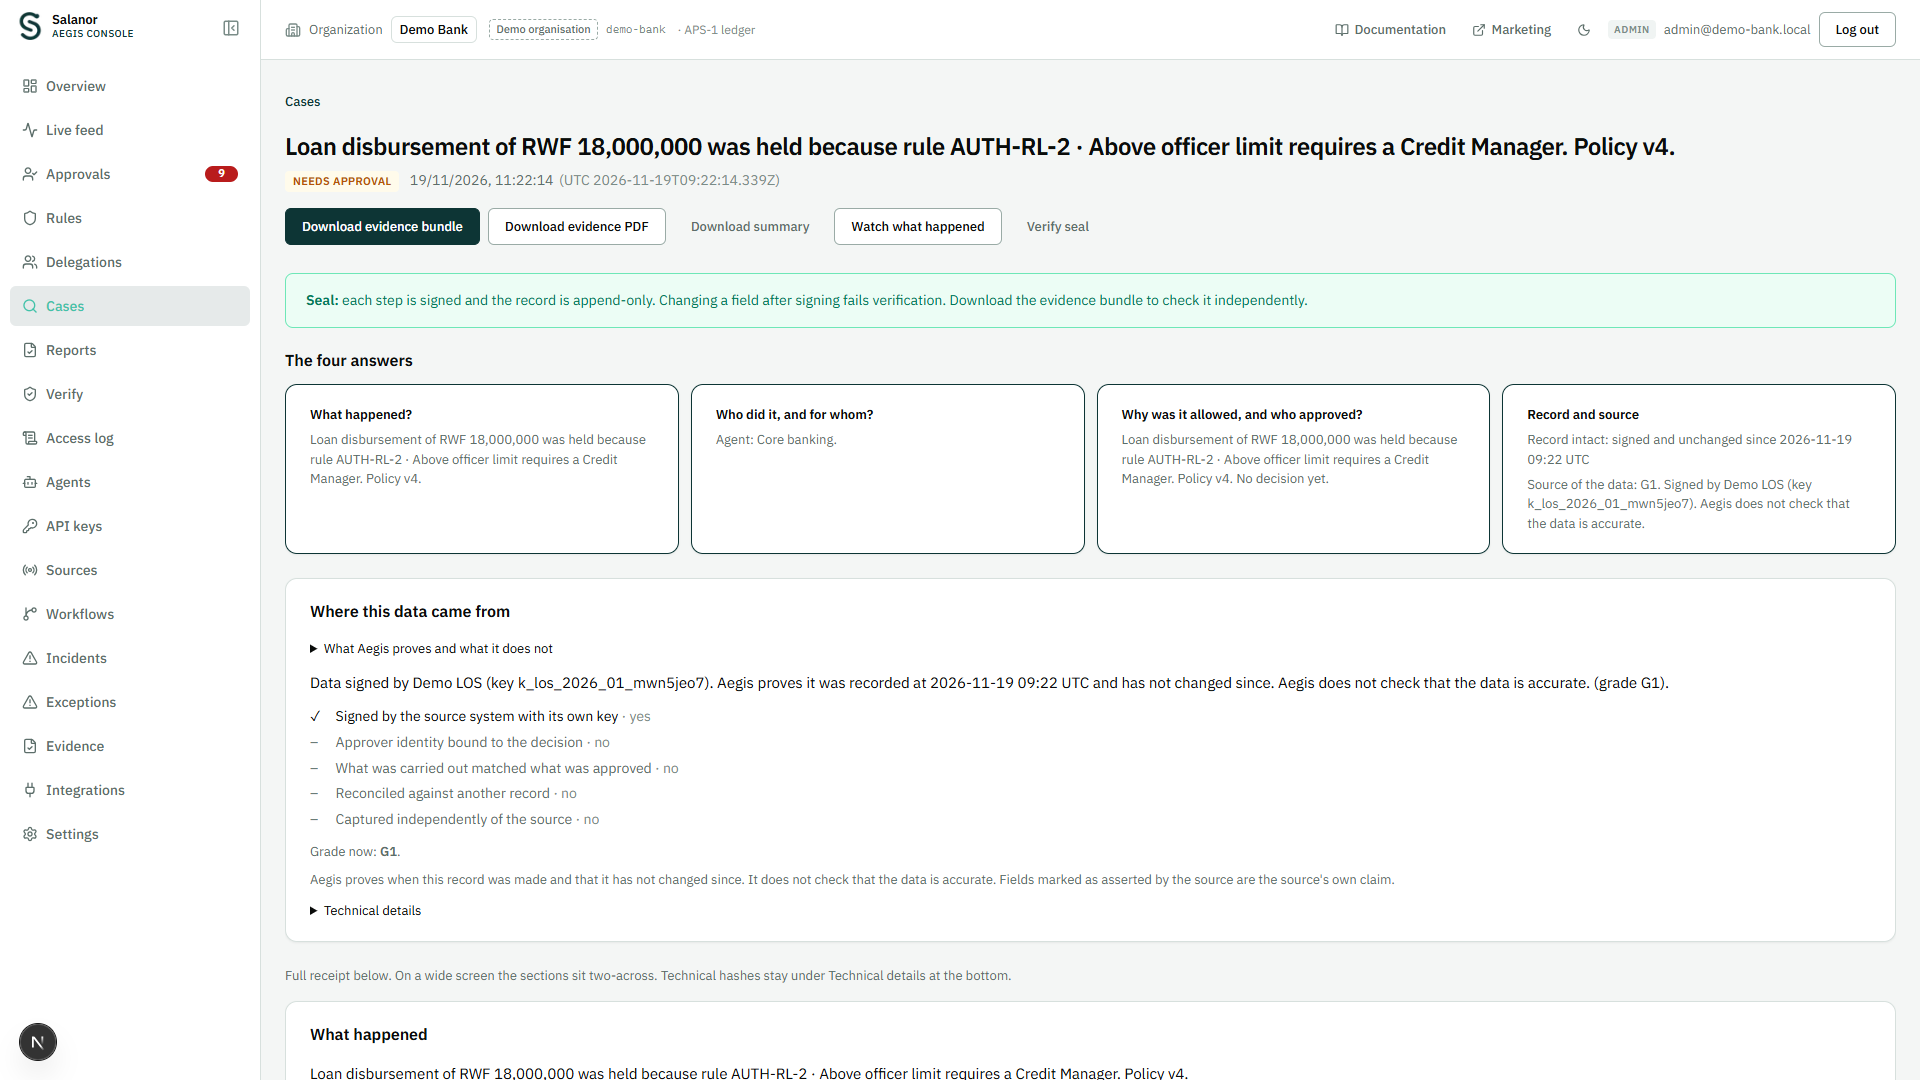 Salanor
AEGIS CONSOLE
Organization
Demo Bank
Demo organisation
demo-bank
· APS-1 ledger
Documentation
Marketing
ADMIN
admin@demo-bank.local
Log out
Overview
Live feed
Approvals
9
Rules
Delegations
Cases
Reports
Verify
Access log
Agents
API keys
Sources
Workflows
Incidents
Exceptions
Evidence
Integrations
Settings
N
Cases
Loan disbursement of RWF 18,000,000 was held because rule AUTH-RL-2 · Above officer limit requires a Credit Manager. Policy v4.
NEEDS APPROVAL
19/11/2026, 11:22:14 (UTC 2026-11-19T09:22:14.339Z)
Download evidence bundle
Download evidence PDF
Download summary
Watch what happened
Verify seal
Seal: each step is signed and the record is append-only. Changing a field after signing fails verification. Download the evidence bundle to check it independently.
The four answers
What happened?
Loan disbursement of RWF 18,000,000 was held because
rule AUTH-RL-2 · Above officer limit requires a Credit
Manager. Policy v4.
Who did it, and for whom?
Agent: Core banking.
Why was it allowed, and who approved?
Loan disbursement of RWF 18,000,000 was held because
rule AUTH-RL-2 · Above officer limit requires a Credit
Manager. Policy v4. No decision yet.
Record and source
Record intact: signed and unchanged since 2026-11-19
09:22 UTC
Source of the data: G1. Signed by Demo LOS (key
k_los_2026_01_mwn5jeo7). Aegis does not check that
the data is accurate.
Where this data came from
What Aegis proves and what it does not
Data signed by Demo LOS (key k_los_2026_01_mwn5jeo7). Aegis proves it was recorded at 2026-11-19 09:22 UTC and has not changed since. Aegis does not check that the data is accurate. (grade G1).
✓ Signed by the source system with its own key · yes
– Approver identity bound to the decision · no
– What was carried out matched what was approved · no
– Reconciled against another record · no
– Captured independently of the source · no
Grade now: G1.
Aegis proves when this record was made and that it has not changed since. It does not check that the data is accurate. Fields marked as asserted by the source are the source's own claim.
Technical details
Full receipt below. On a wide screen the sections sit two-across. Technical hashes stay under Technical details at the bottom.
What happened
Loan disbursement of RWF 18,000,000 was held because rule AUTH-RL-2 · Above officer limit requires a Credit Manager. Policy v4.